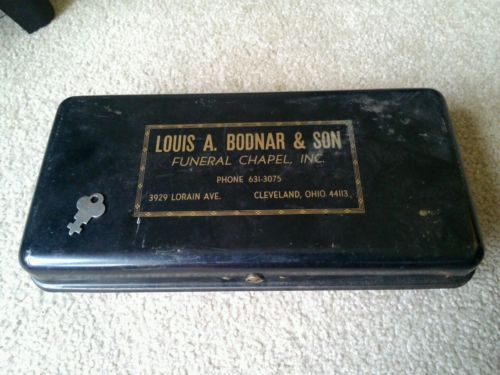 LOUIS A. BODNAR & SON
FUNERAL CHAPEL, INC.
PHONE 631-3075
3929 LORAIN AVE. CLEVELAND, OHIO 44113